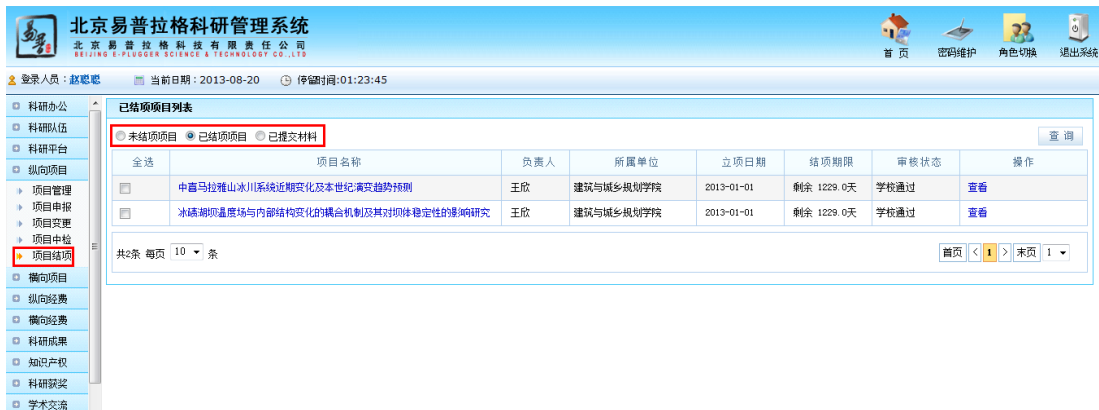 易普
北京易普拉格科研管理系统
北京易普拉格科技有限责任公司
BEIJING E-PLUGGER SCIENCE & TECHNOLOGY CO.,LTD
首 页 密码维护 角色切换 退出系统
登录人员：赵聪聪 当前日期：2013-08-20 停留时间:01:23:45
科研办公
科研队伍
科研平台
纵向项目
项目管理
项目申报
项目变更
项目中检
项目结项
横向项目
纵向经费
横向经费
科研成果
知识产权
科研获奖
学术交流
已结项项目列表
未结项项目 已结项项目 已提交材料 查 询
全选 项目名称 负责人 所属单位 立项日期 结项期限 审核状态 操作
中喜马拉雅山冰川系统近期变化及本世纪演变趋势预测 王欣 建筑与城乡规划学院 2013-01-01 剩余 1229.0天 学校通过 查看
冰碛湖坝温度场与内部结构变化的耦合机制及其对坝体稳定性的影响研究 王欣 建筑与城乡规划学院 2013-01-01 剩余 1229.0天 学校通过 查看
共2条 每页 10 条 首页 < 1 > 末页 1